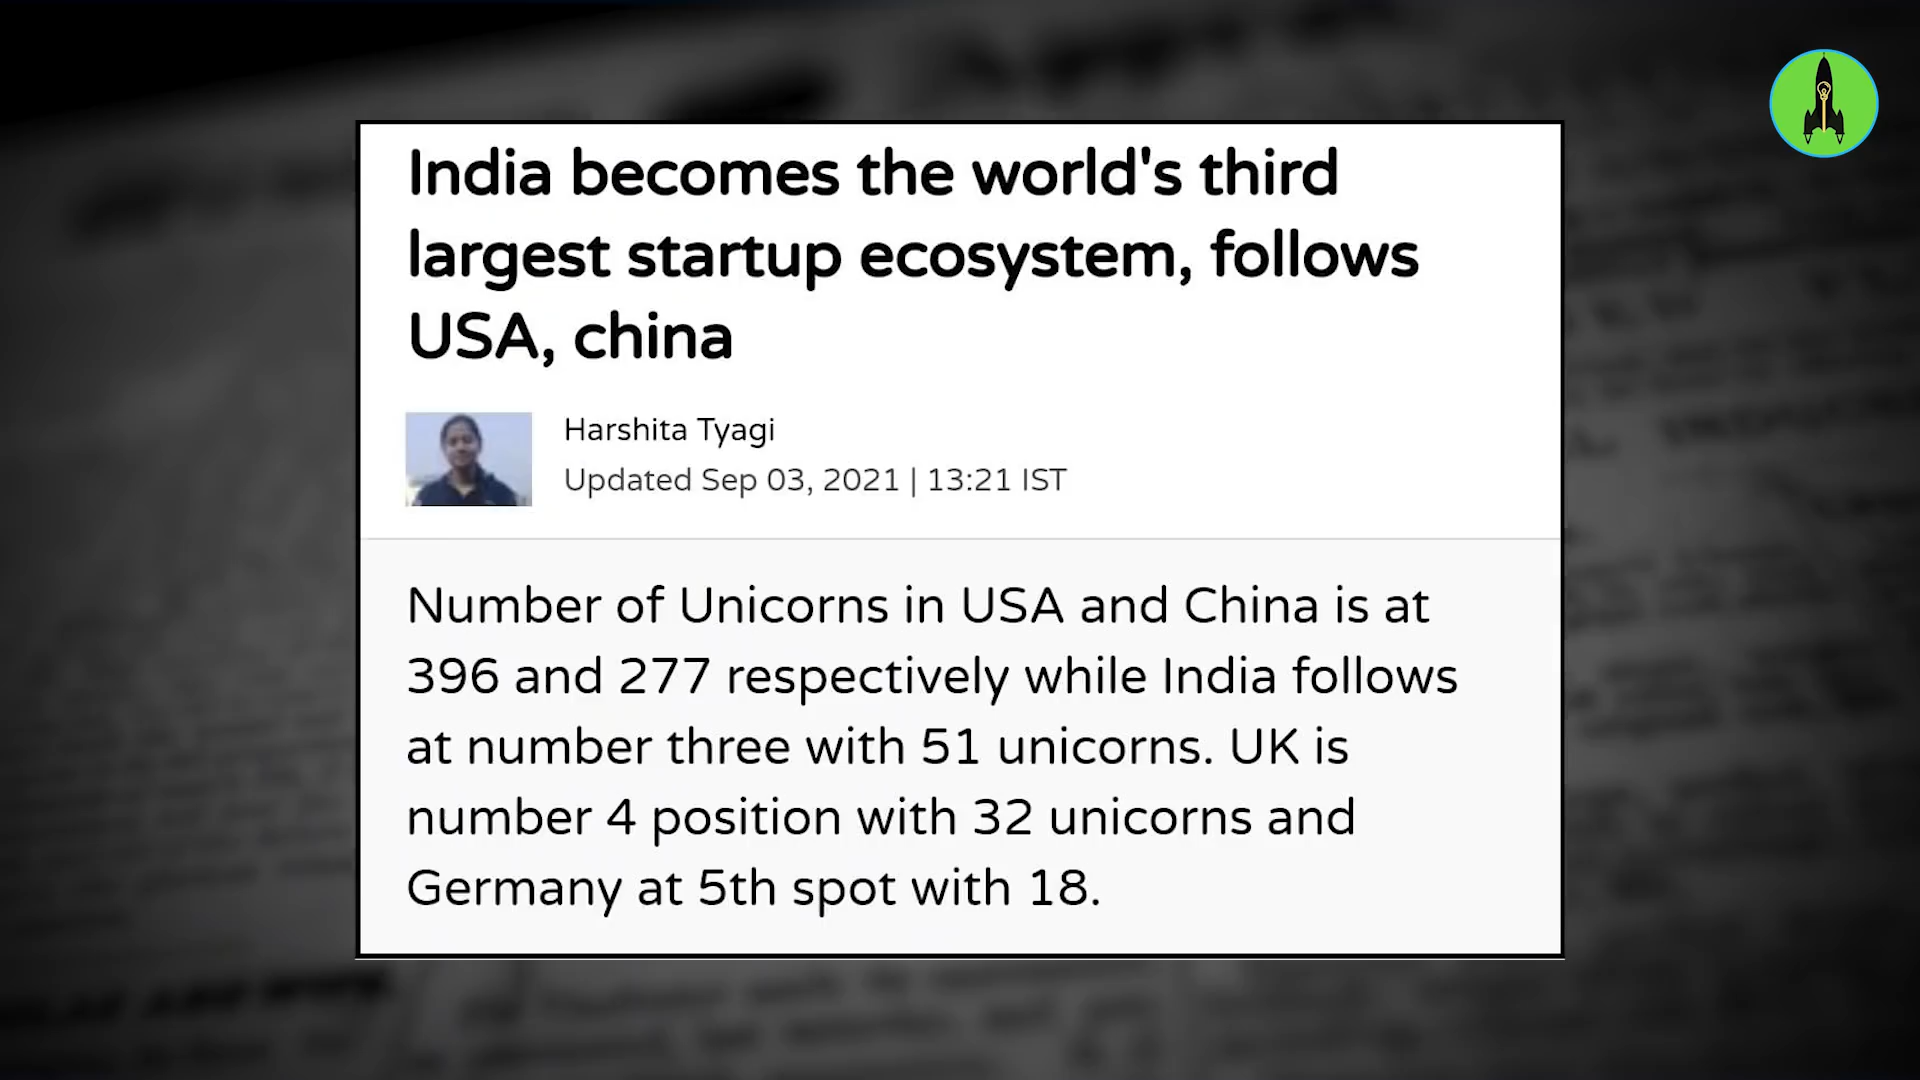 India becomes the world's third
largest startup ecosystem, follows
USA, china
Harshita Tyagi
Updated Sep 03, 2021 | 13:21 IST
Number of Unicorns in USA and China is at
396 and 277 respectively while India follows
at number three with 51 unicorns. UK is
number 4 position with 32 unicorns and
Germany at 5th spot with 18.